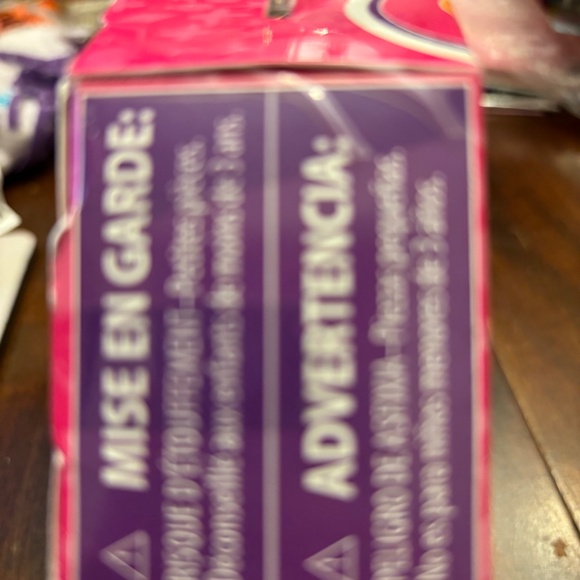 MISE EN GARDE:
RISQUE D'ÉTOUFFEMENT—Petites pièces.
Déconseillé aux enfants de moins de 3 ans.
ADVERTENCIA:
PELIGRO DE ASFIXIA—Piezas pequeñas.
No es para niños menores de 3 años.